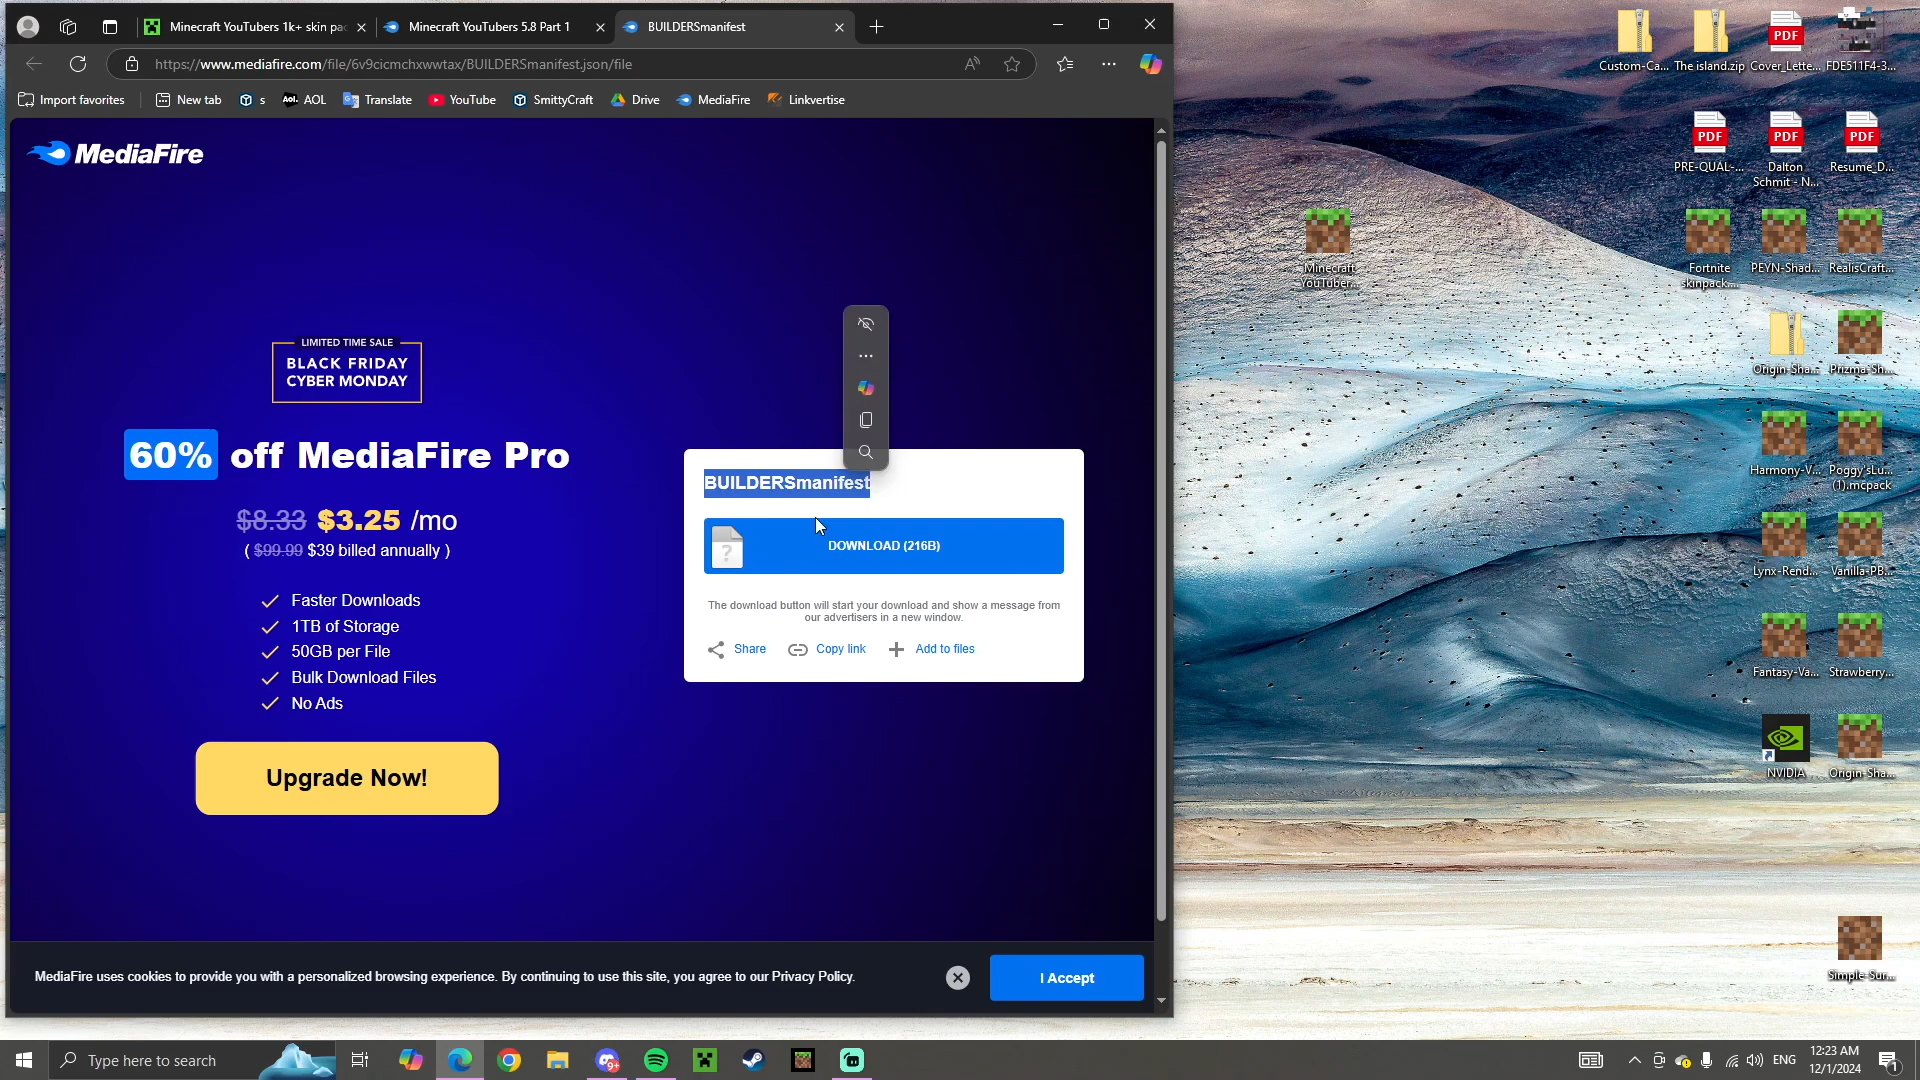 Minecraft YouTubers 1k+ skin pac
Minecraft YouTubers 5.8 Part 1
BUILDERSmanifest
https://www.mediafire.com/file/6v9cicmchxwwtax/BUILDERSmanifest.json/file
Import favorites
New tab
s
Aol.
AOL
Translate
YouTube
SmittyCraft
Drive
MediaFire
Linkvertise
MediaFire
LIMITED TIME SALE
BLACK FRIDAY
CYBER MONDAY
60% off MediaFire Pro
$8.33 $3.25 /mo
( $99.99 $39 billed annually )
Faster Downloads
1TB of Storage
50GB per File
Bulk Download Files
No Ads
Upgrade Now!
BUILDERSmanifest
?
DOWNLOAD (216B)
The download button will start your download and show a message from
our advertisers in a new window.
Share
Copy link
Add to files
MediaFire uses cookies to provide you with a personalized browsing experience. By continuing to use this site, you agree to our Privacy Policy.
I Accept
PDF
Custom-Ca...
The island.zip
Cover_Lette...
FDE511F4-3...
PDF
PDF
PDF
PRE-QUAL-...
Dalton
Schmit - N...
Resume_D...
Minecraft
YouTuber...
Fortnite
skinpack....
PEYN-Shad...
RealisCraft...
Origin-Sha...
Prizma-Sh...
Harmony-V...
Poggy'sLu...
(1).mcpack
Lynx-Rend...
Vanilla-PB...
Fantasy-Va...
Strawberry...
NVIDIA
Origin-Sha...
Simple-Sur...
Type here to search
9+
ENG
12:23 AM
12/1/2024
1